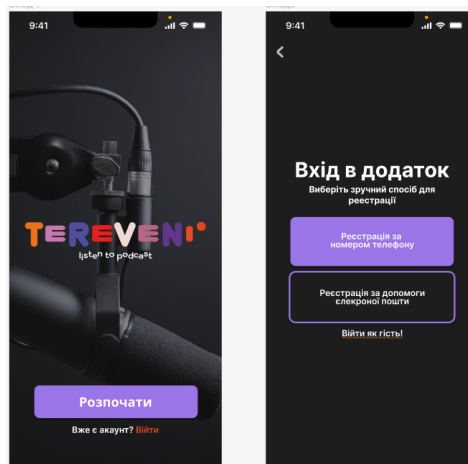 9:41
TEREVENI
listen to podcast
Розпочати
Вже є акаунт? Війти
9:41
Вхід в додаток
Виберіть зручний спосіб для
реестрації
Реєстрація за
номером телефону
Реєстрація за допомоги
єлекроної пошти
Війти як гість!